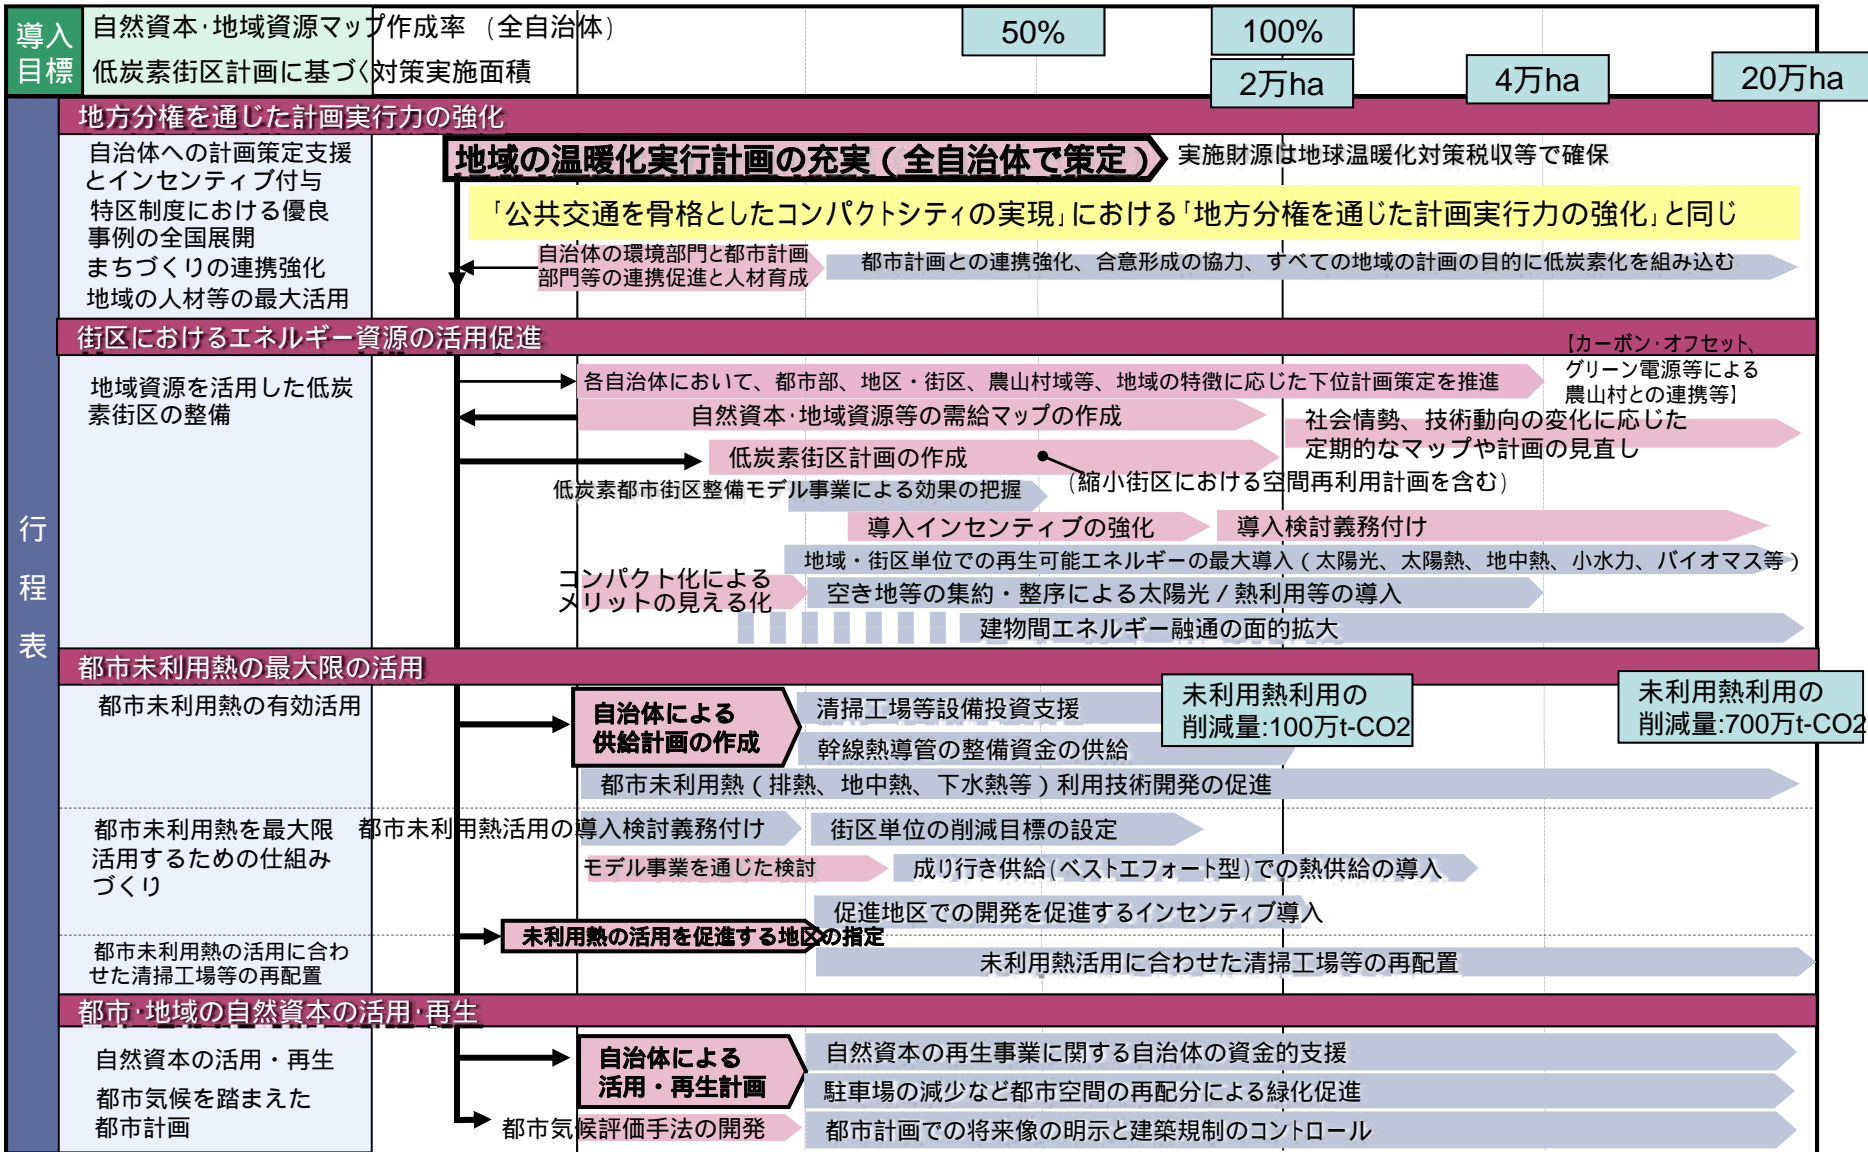 導入
目標
自然資本･地域資源マップ作成率 (全自治体)
低炭素街区計画に基づく対策実施面積
50%
100%
2万ha
4万ha
20万ha
行
程
表
地方分権を通じた計画実行力の強化
自治体への計画策定支援
とインセンティブ付与
特区制度における優良
事例の全国展開
まちづくりの連携強化
地域の人材等の最大活用
地域の温暖化実行計画の充実（全自治体で策定）
実施財源は地球温暖化対策税収等で確保
｢公共交通を骨格としたコンパクトシティの実現｣における｢地方分権を通じた計画実行力の強化｣と同じ
自治体の環境部門と都市計画
部門等の連携促進と人材育成
都市計画との連携強化、合意形成の協力、すべての地域の計画の目的に低炭素化を組み込む
街区におけるエネルギー資源の活用促進
地域資源を活用した低炭
素街区の整備
各自治体において、都市部、地区・街区、農山村域等、地域の特徴に応じた下位計画策定を推進
【カーボン･オフセット、
グリーン電源等による
農山村との連携等】
自然資本･地域資源等の需給マップの作成
社会情勢、技術動向の変化に応じた
定期的なマップや計画の見直し
低炭素街区計画の作成
(縮小街区における空間再利用計画を含む)
低炭素都市街区整備モデル事業による効果の把握
導入インセンティブの強化
導入検討義務付け
地域・街区単位での再生可能エネルギーの最大導入（太陽光、太陽熱、地中熱、小水力、バイオマス等）
コンパクト化による
メリットの見える化
空き地等の集約・整序による太陽光／熱利用等の導入
建物間エネルギー融通の面的拡大
都市未利用熱の最大限の活用
都市未利用熱の有効活用
自治体による
供給計画の作成
清掃工場等設備投資支援
幹線熱導管の整備資金の供給
未利用熱利用の
削減量:100万t-CO2
未利用熱利用の
削減量:700万t-CO2
都市未利用熱（排熱、地中熱、下水熱等）利用技術開発の促進
都市未利用熱を最大限
活用するための仕組み
づくり
都市未利用熱活用の導入検討義務付け
街区単位の削減目標の設定
モデル事業を通じた検討
成り行き供給(ベストエフォート型)での熱供給の導入
促進地区での開発を促進するインセンティブ導入
未利用熱の活用を促進する地区の指定
都市未利用熱の活用に合わ
せた清掃工場等の再配置
未利用熱活用に合わせた清掃工場等の再配置
都市･地域の自然資本の活用･再生
自然資本の活用・再生
都市気候を踏まえた
都市計画
自治体による
活用・再生計画
自然資本の再生事業に関する自治体の資金的支援
駐車場の減少など都市空間の再配分による緑化促進
都市気候評価手法の開発
都市計画での将来像の明示と建築規制のコントロール